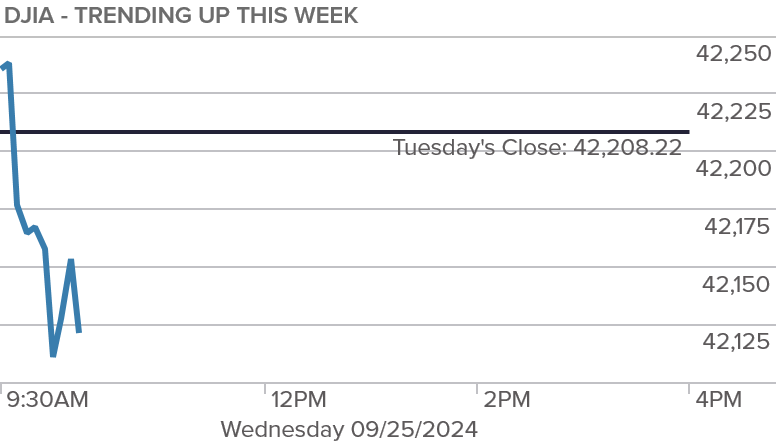 DJIA - TRENDING UP THIS WEEK
42,250
42,225
Tuesday's Close: 42,208.22
42,200
42,175
42,150
42,125
9:30AM 12PM 2PM 4PM
Wednesday 09/25/2024